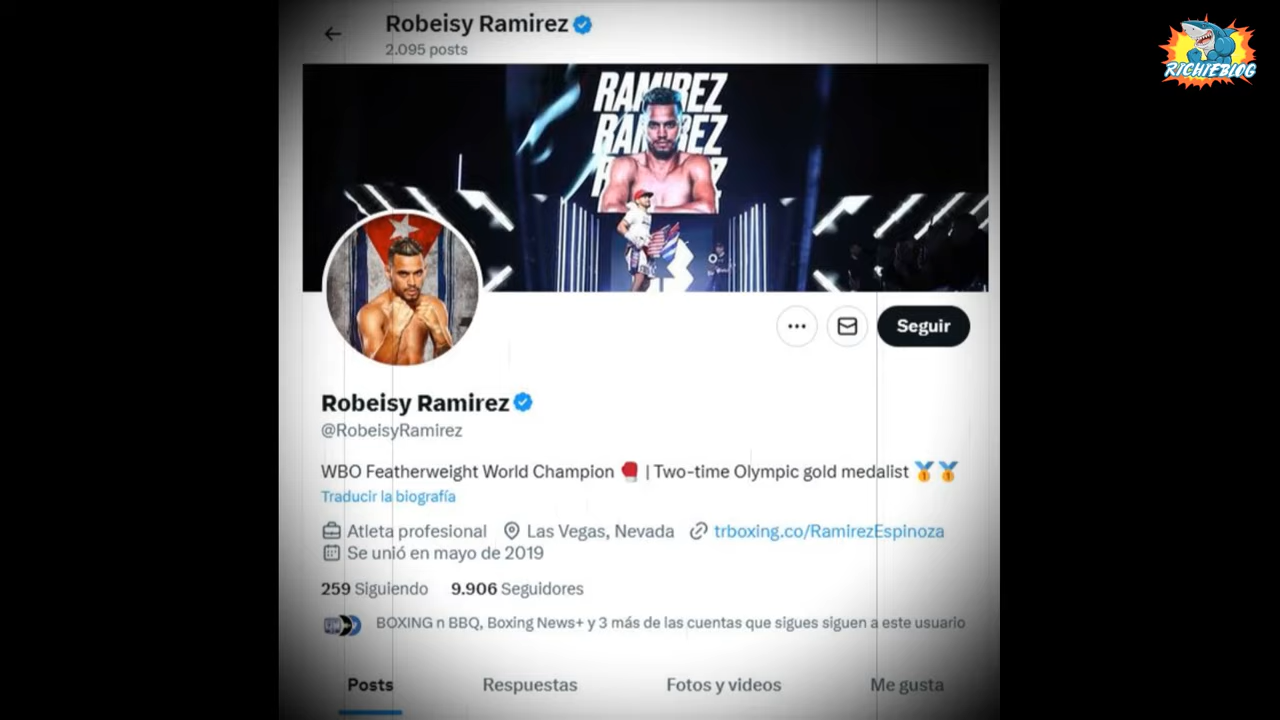 Robeisy Ramirez
2.095 posts
RICHIEBLOG
RAMIREZ
RAMIREZ
Seguir
Robeisy Ramirez
@RobeisyRamirez
WBO Featherweight World Champion 🥊 | Two-time Olympic gold medalist 🥇🥇
Traducir la biografía
Atleta profesional Las Vegas, Nevada trboxing.co/RamirezEspinoza
Se unió en mayo de 2019
259 Siguiendo 9.906 Seguidores
BOXING n BBQ, Boxing News+ y 3 más de las cuentas que sigues siguen a este usuario
Posts Respuestas Fotos y videos Me gusta